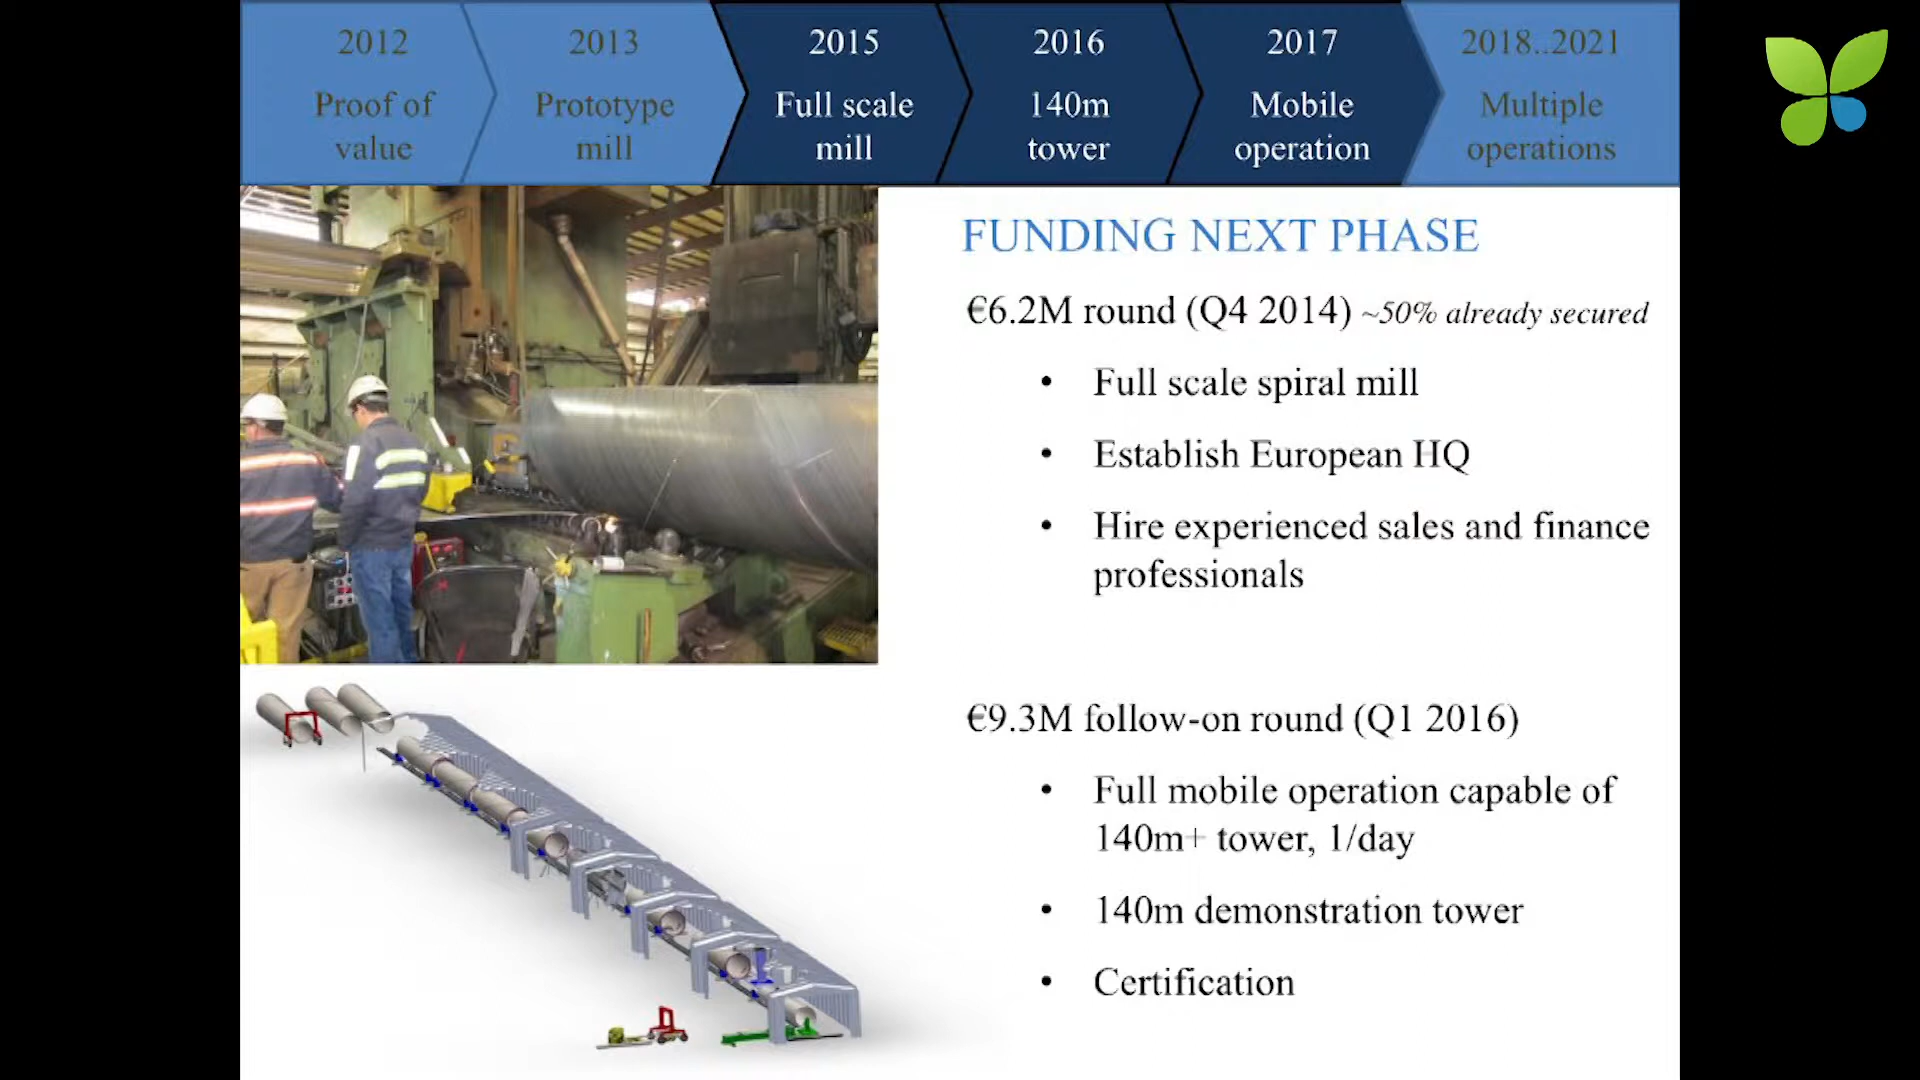 2012
Proof of
value
2013
Prototype
mill
2015
Full scale
mill
2016
140m
tower
2017
Mobile
operation
2018..2021
Multiple
operations
FUNDING NEXT PHASE
€6.2M round (Q4 2014) ~50% already secured
• Full scale spiral mill
• Establish European HQ
• Hire experienced sales and finance
professionals
€9.3M follow-on round (Q1 2016)
• Full mobile operation capable of
140m+ tower, 1/day
• 140m demonstration tower
• Certification